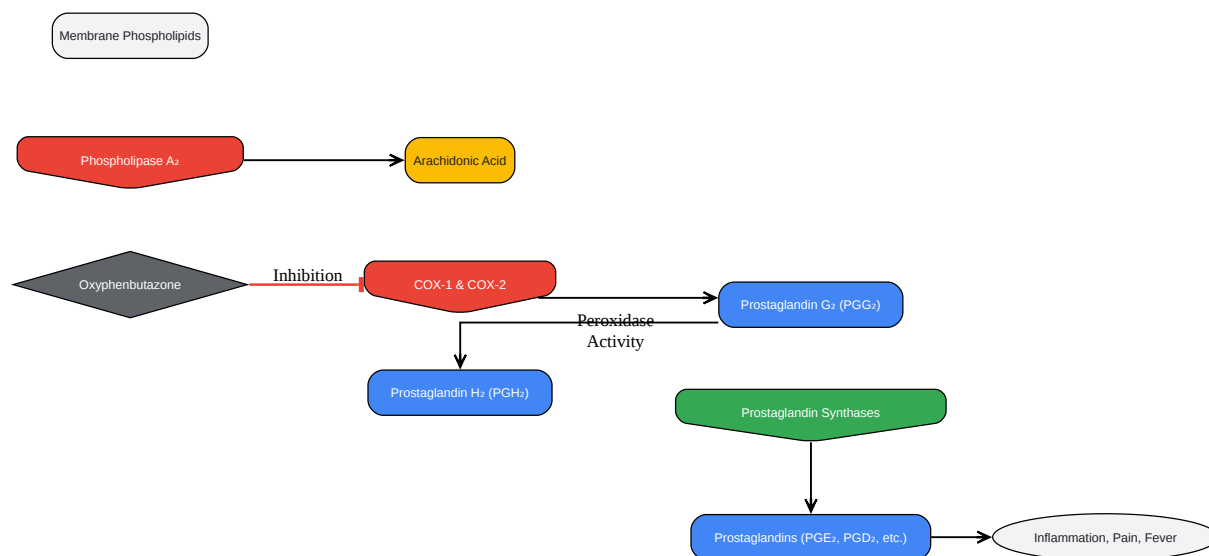 Membrane Phospholipids
Phospholipase A₂
Arachidonic Acid
Oxyphenbutazone
Inhibition
COX-1 & COX-2
Prostaglandin G₂ (PGG₂)
Peroxidase
Activity
Prostaglandin H₂ (PGH₂)
Prostaglandin Synthases
Prostaglandins (PGE₂, PGD₂, etc.)
Inflammation, Pain, Fever